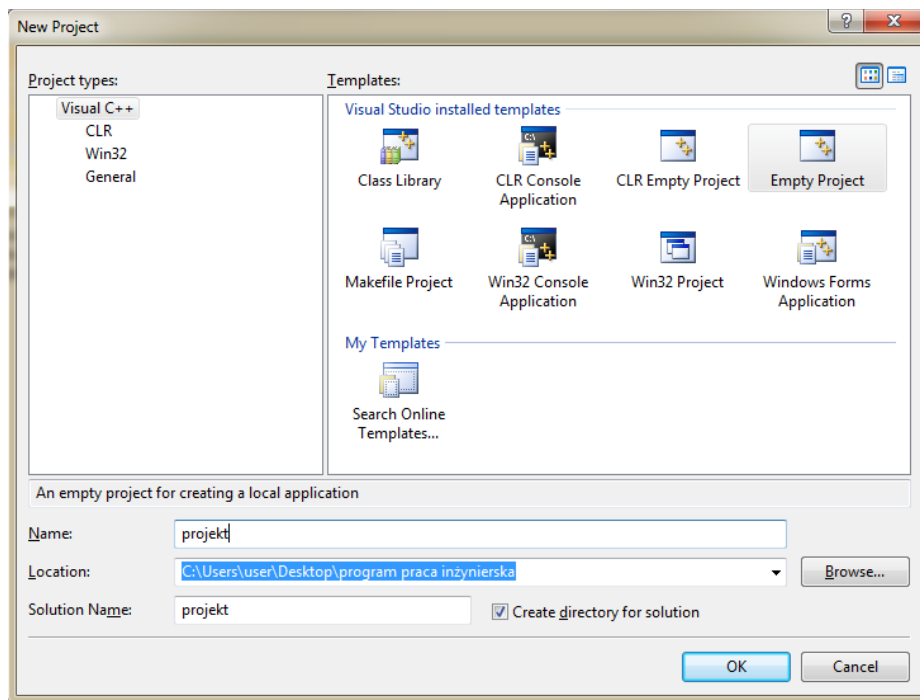 New Project
Project types:
Templates:
Visual C++
CLR
Win32
General
Visual Studio installed templates
Class Library
CLR Console
Application
CLR Empty Project
Empty Project
Makefile Project
Win32 Console
Application
Win32 Project
Windows Forms
Application
My Templates
Search Online
Templates...
An empty project for creating a local application
Name:
projekt
Location:
C:\Users\user\Desktop\program praca inżynierska
Browse...
Solution Name:
projekt
Create directory for solution
OK
Cancel